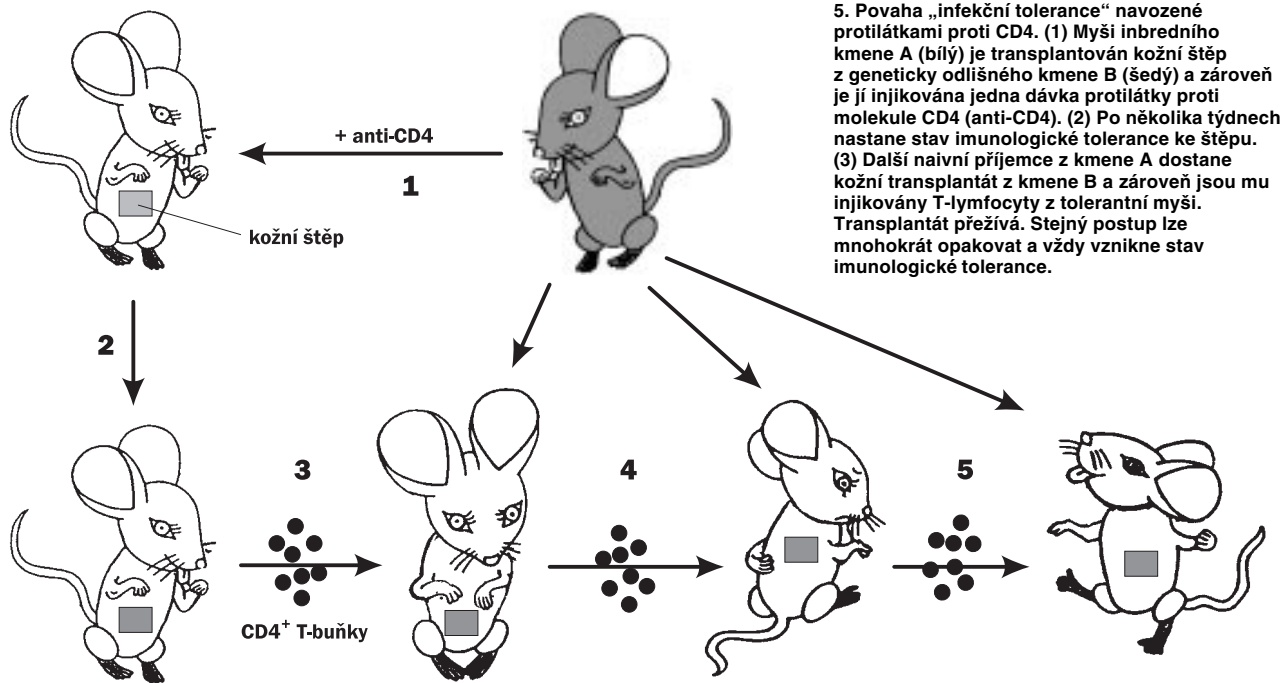 5. Povaha „infekční tolerance“ navozené
protilátkami proti CD4. (1) Myši inbredního
kmene A (bílý) je transplantován kožní štěp
z geneticky odlišného kmene B (šedý) a zároveň
je jí injikována jedna dávka protilátky proti
molekule CD4 (anti-CD4). (2) Po několika týdnech
nastane stav imunologické tolerance ke štěpu.
(3) Další naivní příjemce z kmene A dostane
kožní transplantát z kmene B a zároveň jsou mu
injikovány T-lymfocyty z tolerantní myši.
Transplantát přežívá. Stejný postup lze
mnohokrát opakovat a vždy vznikne stav
imunologické tolerance.
+ anti-CD4
1
kožní štěp
2
3
4
5
CD4+ T-buňky